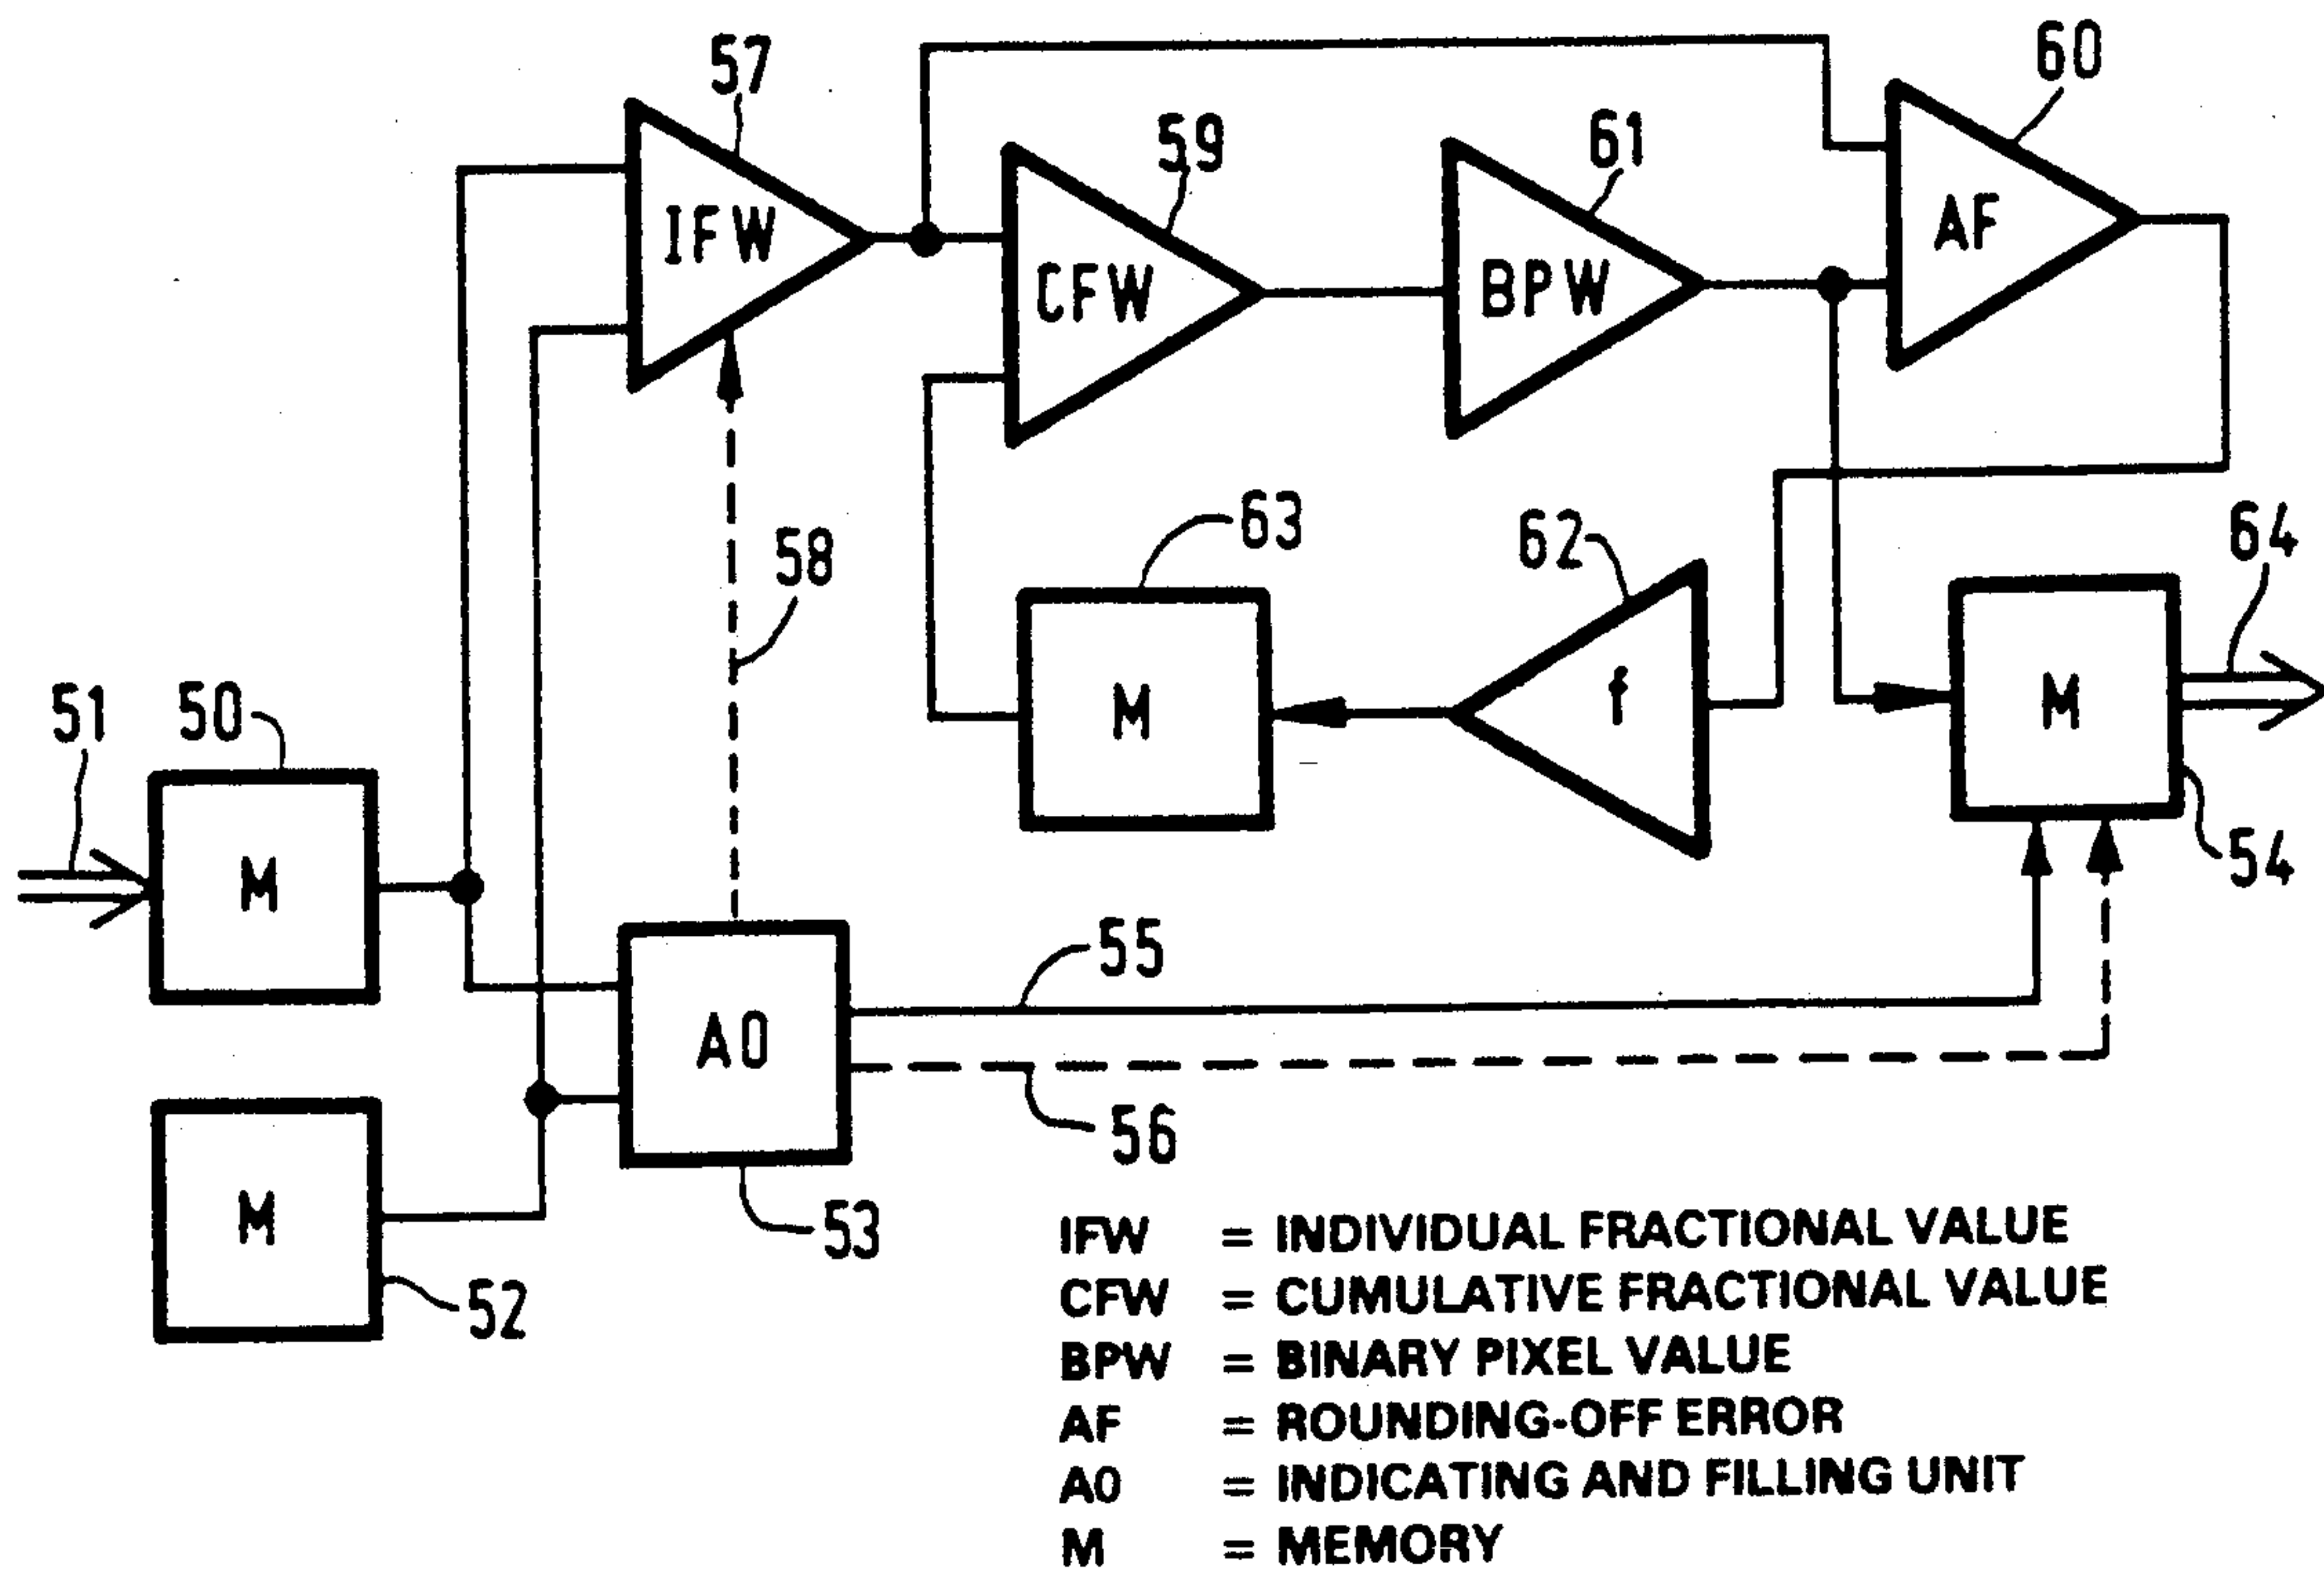 57
60
59
61
IFW
AF
CFW
BPW
63
62
64
58
51
50
M
f
M
M
54
55
A0
56
M
53
52
IFW = INDIVIDUAL FRACTIONAL VALUE
CFW = CUMULATIVE FRACTIONAL VALUE
BPW = BINARY PIXEL VALUE
AF = ROUNDING-OFF ERROR
A0 = INDICATING AND FILLING UNIT
M = MEMORY